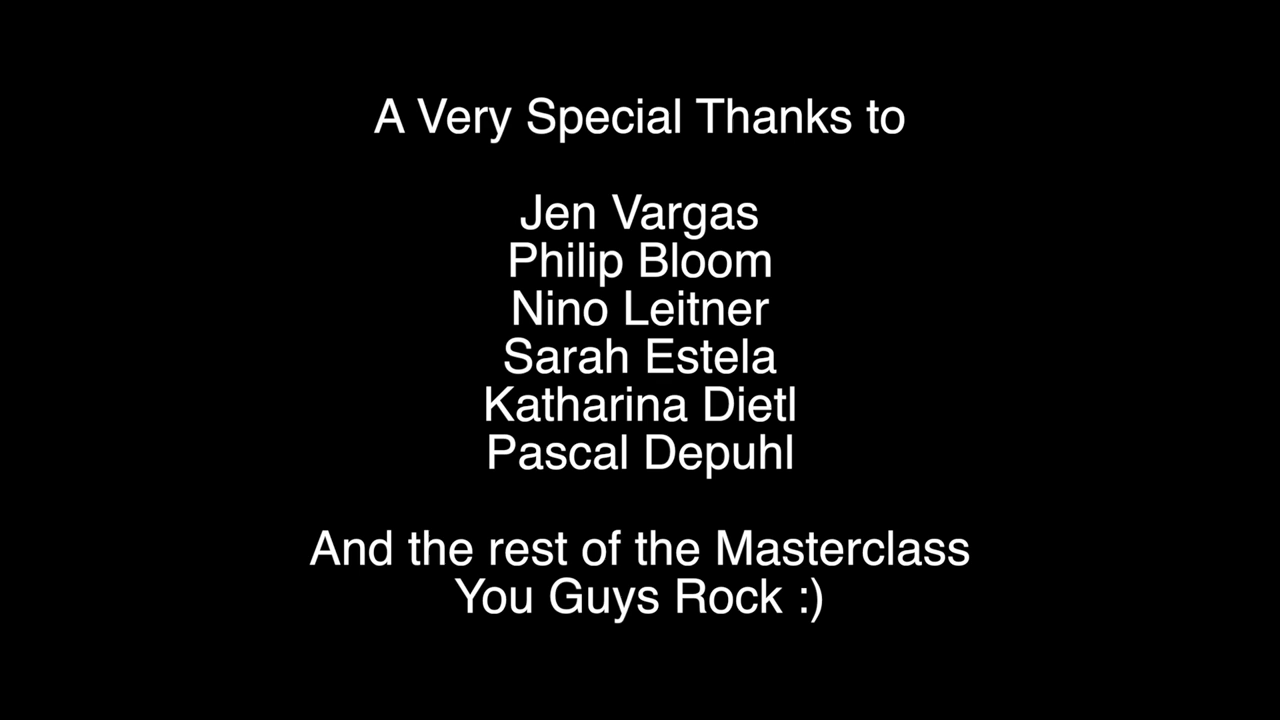 A Very Special Thanks to
Jen Vargas
Philip Bloom
Nino Leitner
Sarah Estela
Katharina Dietl
Pascal Depuhl
And the rest of the Masterclass
You Guys Rock :)